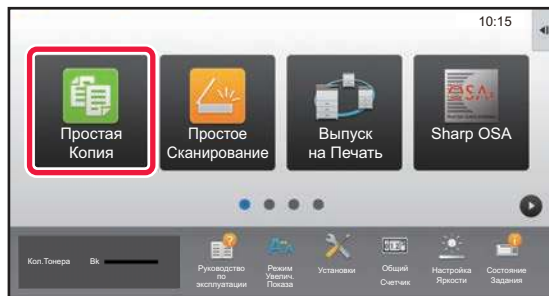 10:15
Простая
Копия
Простое
Сканирование
Выпуск
на Печать
Sharp OSA
Кол.Тонера Bk
Руководство
по
эксплуатации
Режим
Увелич.
Показа
Установки
Общий
Счетчик
Настройка
Яркости
Состояние
Задания